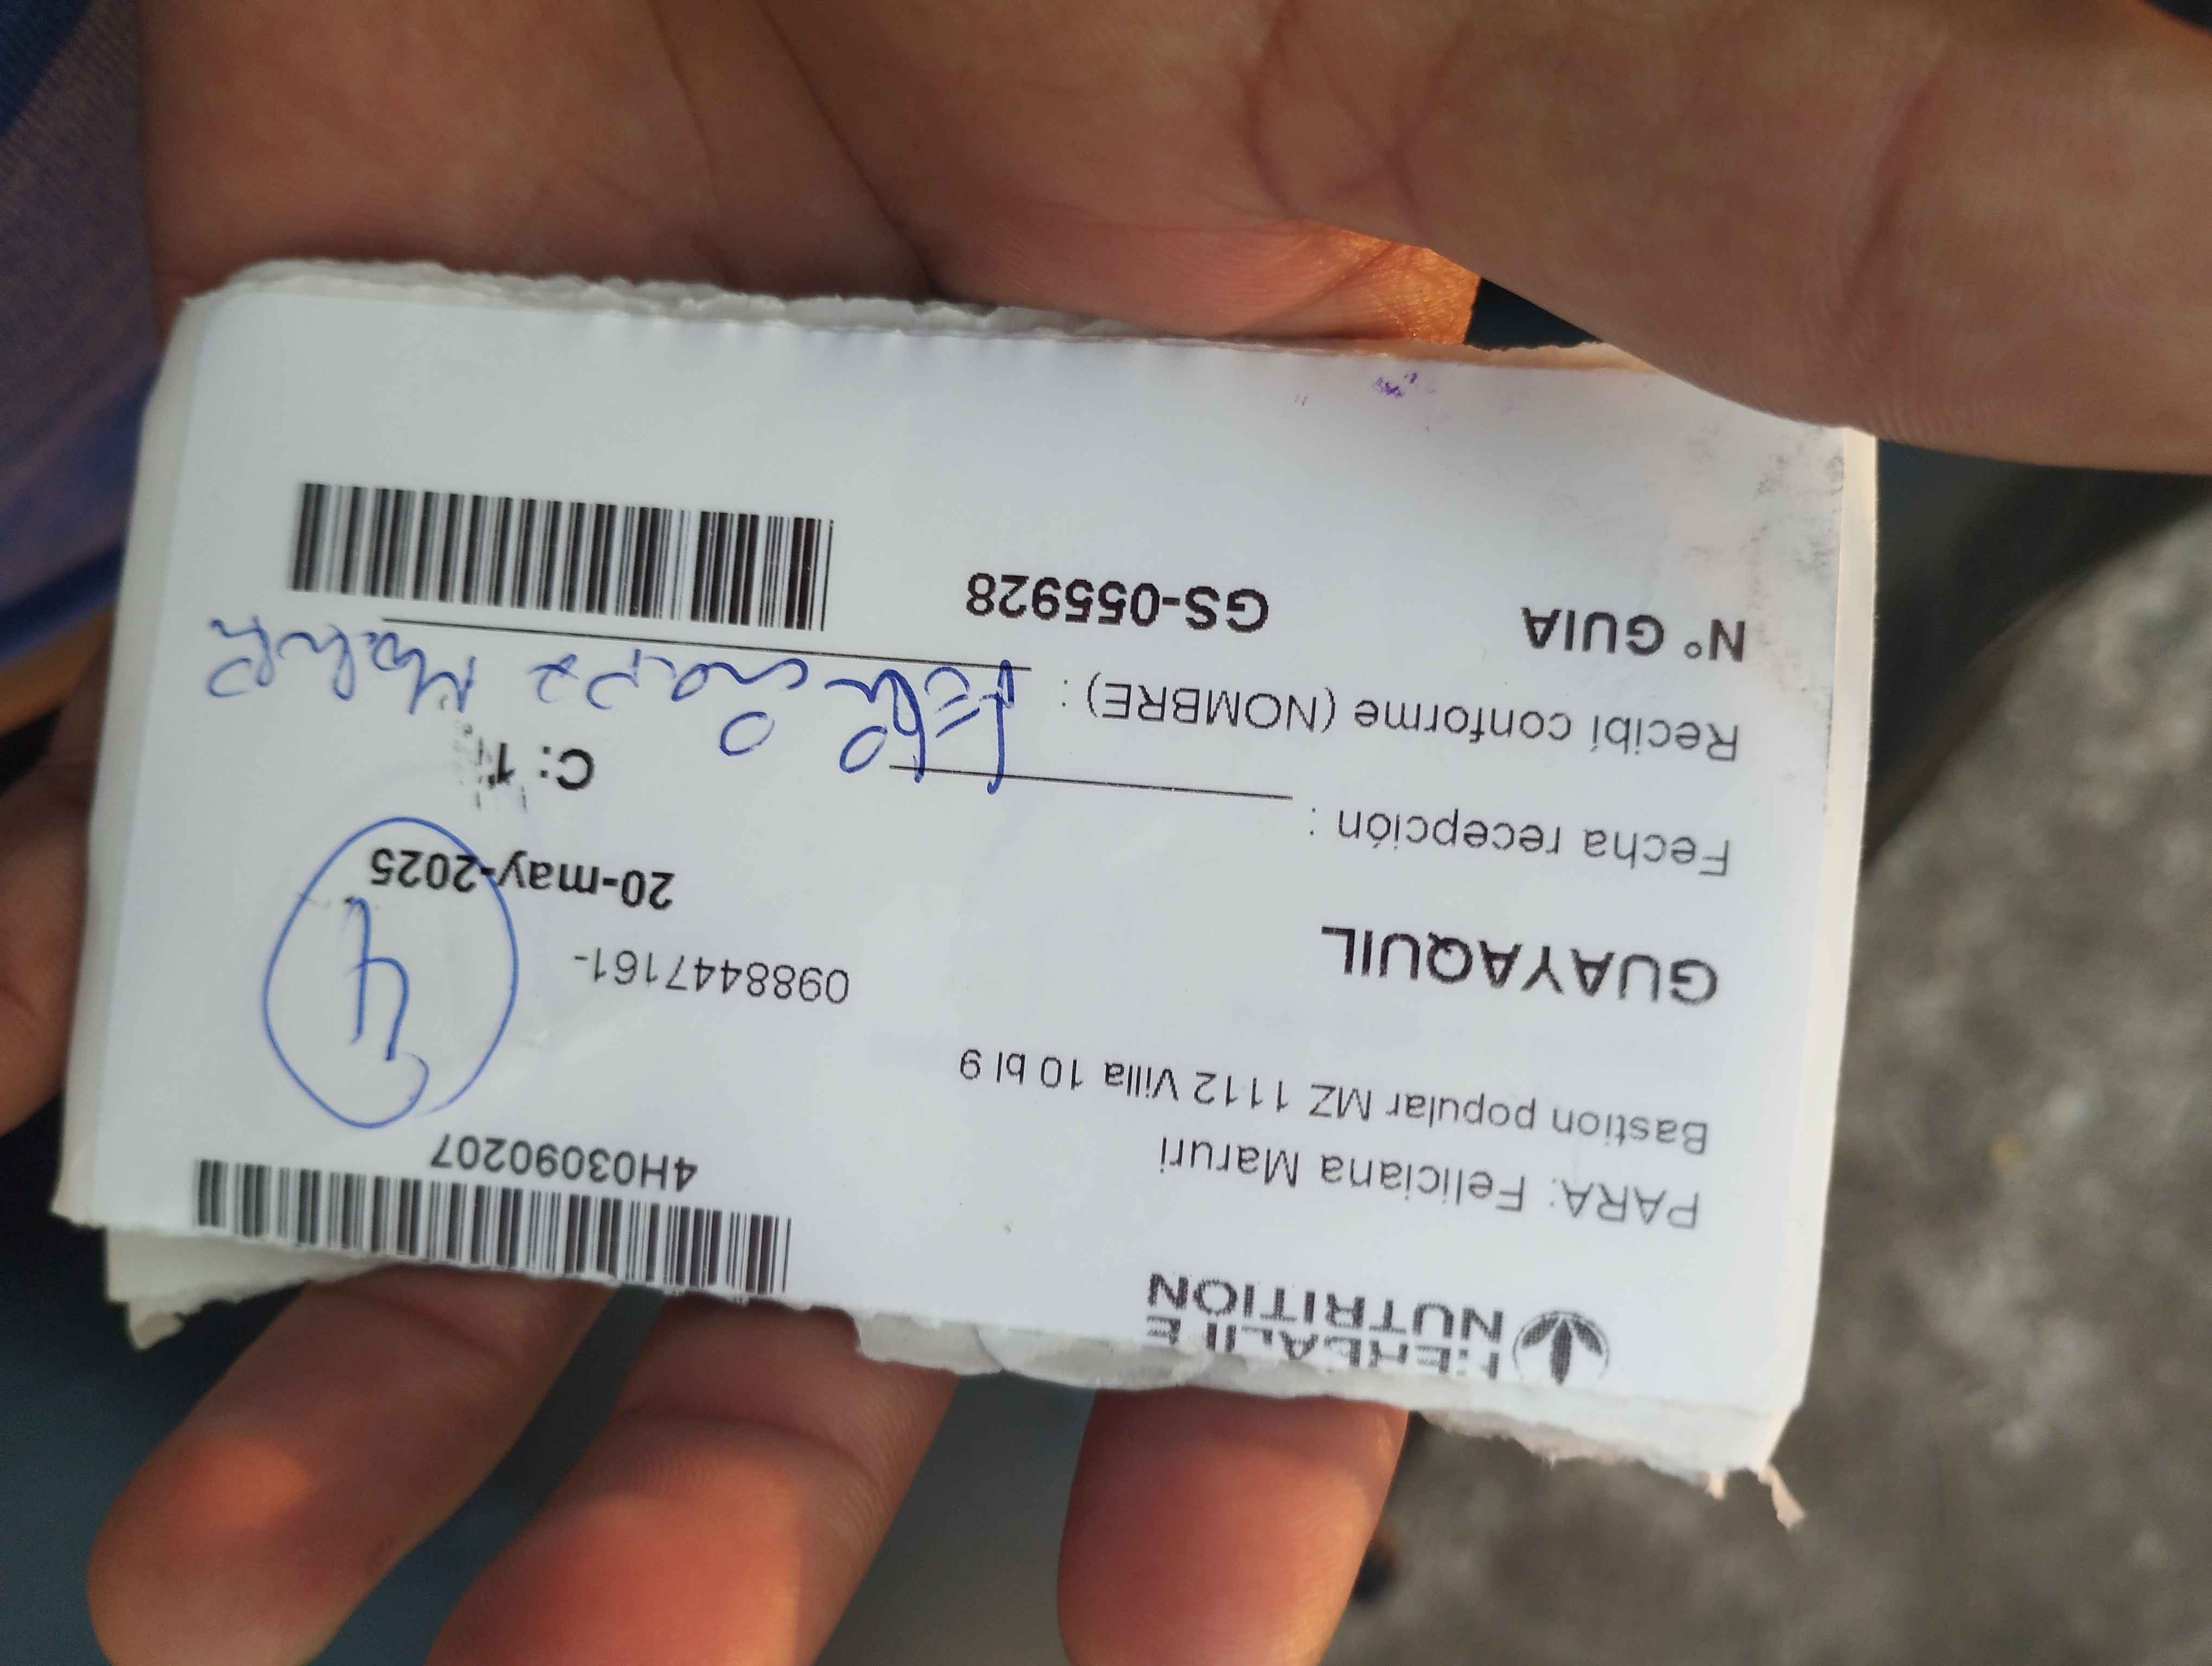 HERBALIFE
NUTRITION
4H03090207
PARA: Feliciana Maruri
Bastion popular MZ 1112 Villa 10 bl 9
GUAYAQUIL
0988447161-
20-may-2025
4
Fecha recepción :
C: 1
Recibí conforme (NOMBRE) :
N° GUIA GS-055928